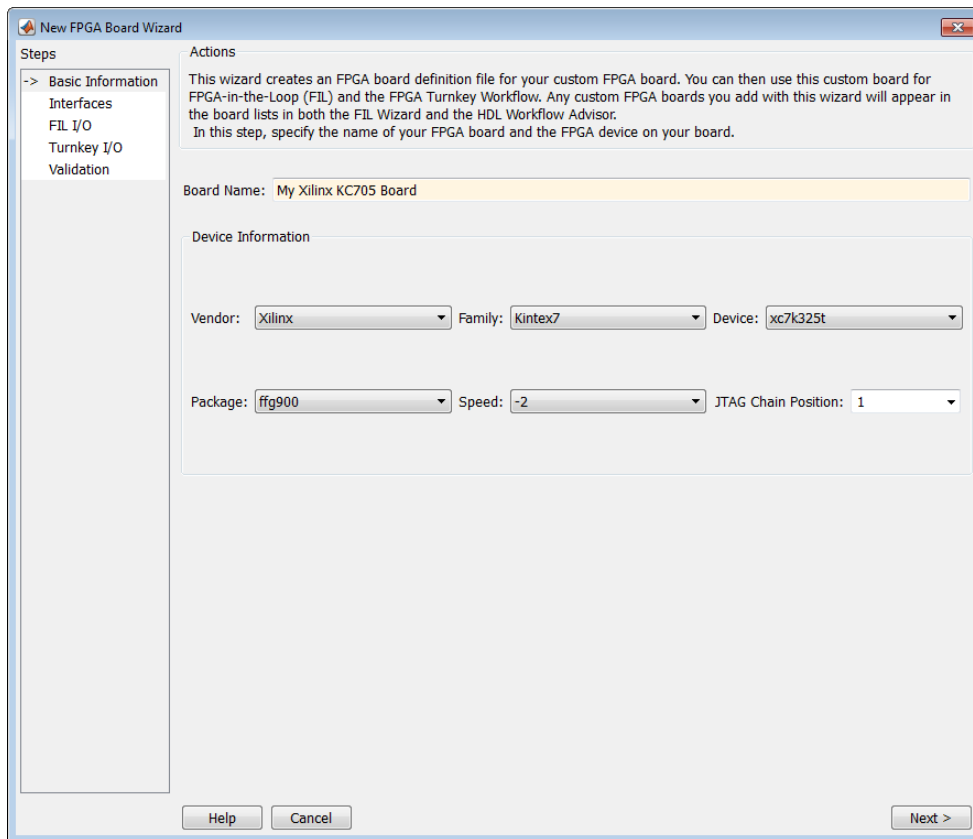 New FPGA Board Wizard
Steps
-> Basic Information
Interfaces
FIL I/O
Turnkey I/O
Validation
Actions
This wizard creates an FPGA board definition file for your custom FPGA board. You can then use this custom board for
FPGA-in-the-Loop (FIL) and the FPGA Turnkey Workflow. Any custom FPGA boards you add with this wizard will appear in
the board lists in both the FIL Wizard and the HDL Workflow Advisor.
In this step, specify the name of your FPGA board and the FPGA device on your board.
Board Name: My Xilinx KC705 Board
Device Information
Vendor: Xilinx Family: Kintex7 Device: xc7k325t
Package: ffg900 Speed: -2 JTAG Chain Position: 1
Help Cancel Next >